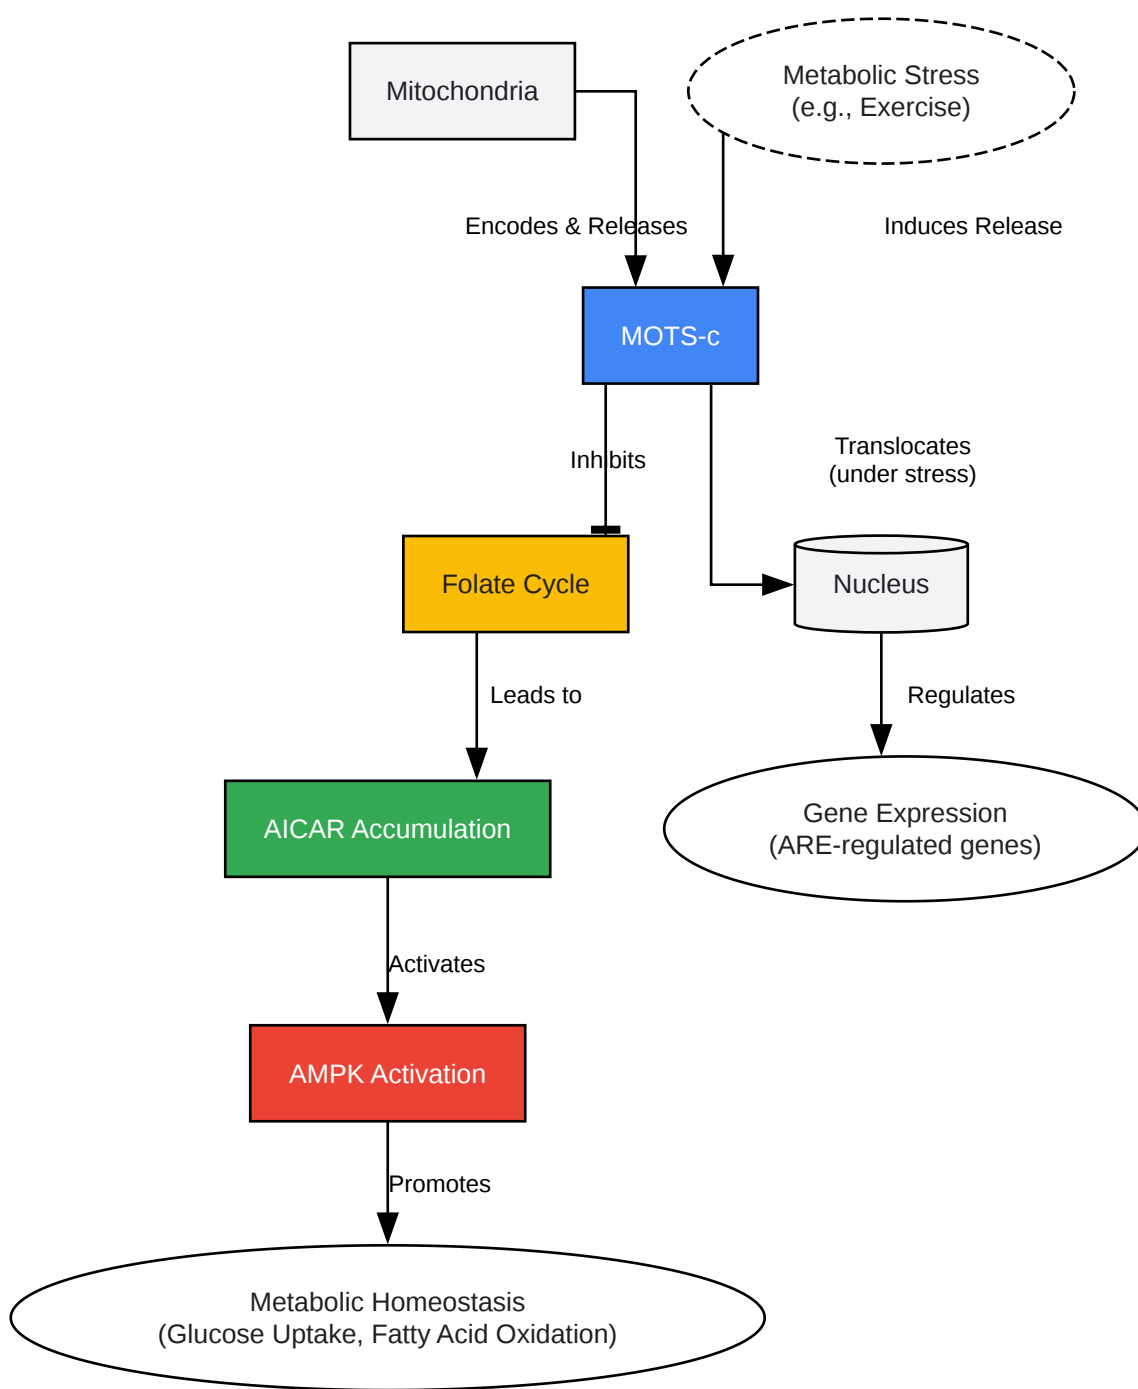 Mitochondria
Metabolic Stress
(e.g., Exercise)
Encodes & Releases
Induces Release
MOTS-c
Inhibits
Translocates
(under stress)
Folate Cycle
Nucleus
Leads to
Regulates
AICAR Accumulation
Gene Expression
(ARE-regulated genes)
Activates
AMPK Activation
Promotes
Metabolic Homeostasis
(Glucose Uptake, Fatty Acid Oxidation)